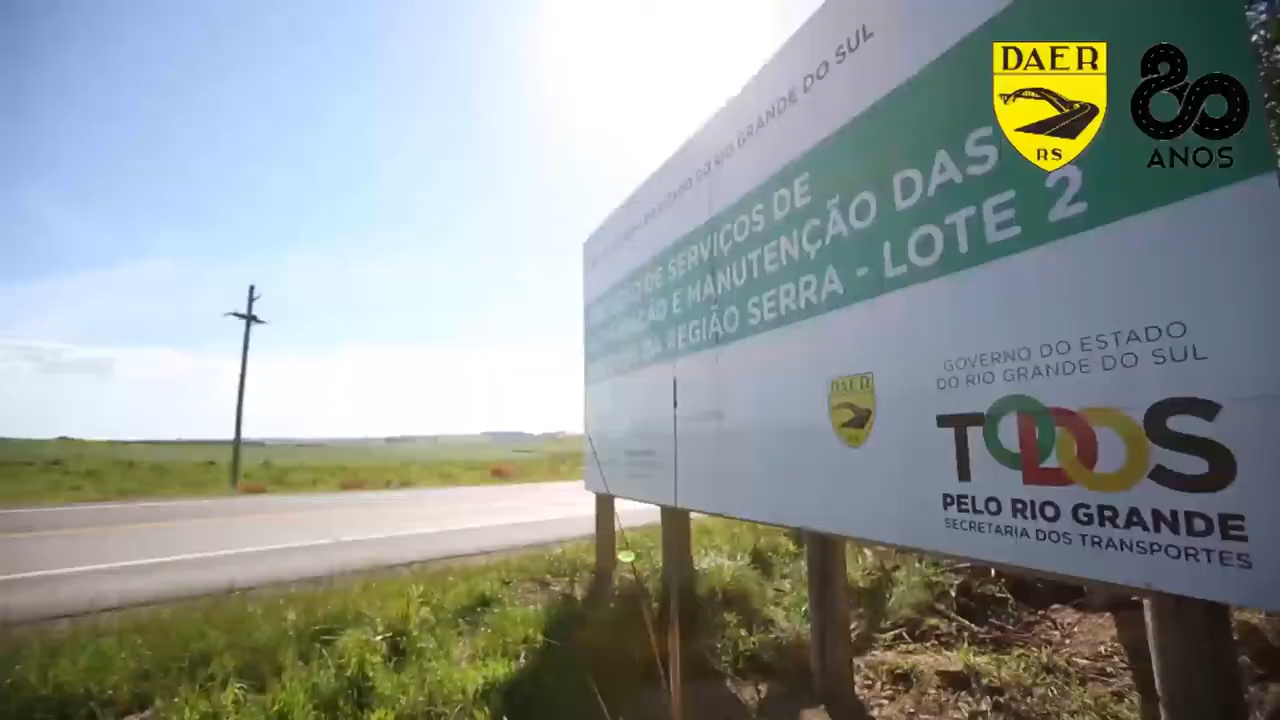 DAER
RS
80
ANOS
ESTADO DO RIO GRANDE DO SUL
DE SERVIÇOS DE
E MANUTENÇÃO DAS
REGIÃO SERRA - LOTE 2
DAER
GOVERNO DO ESTADO
DO RIO GRANDE DO SUL
TODOS
PELO RIO GRANDE
SECRETARIA DOS TRANSPORTES